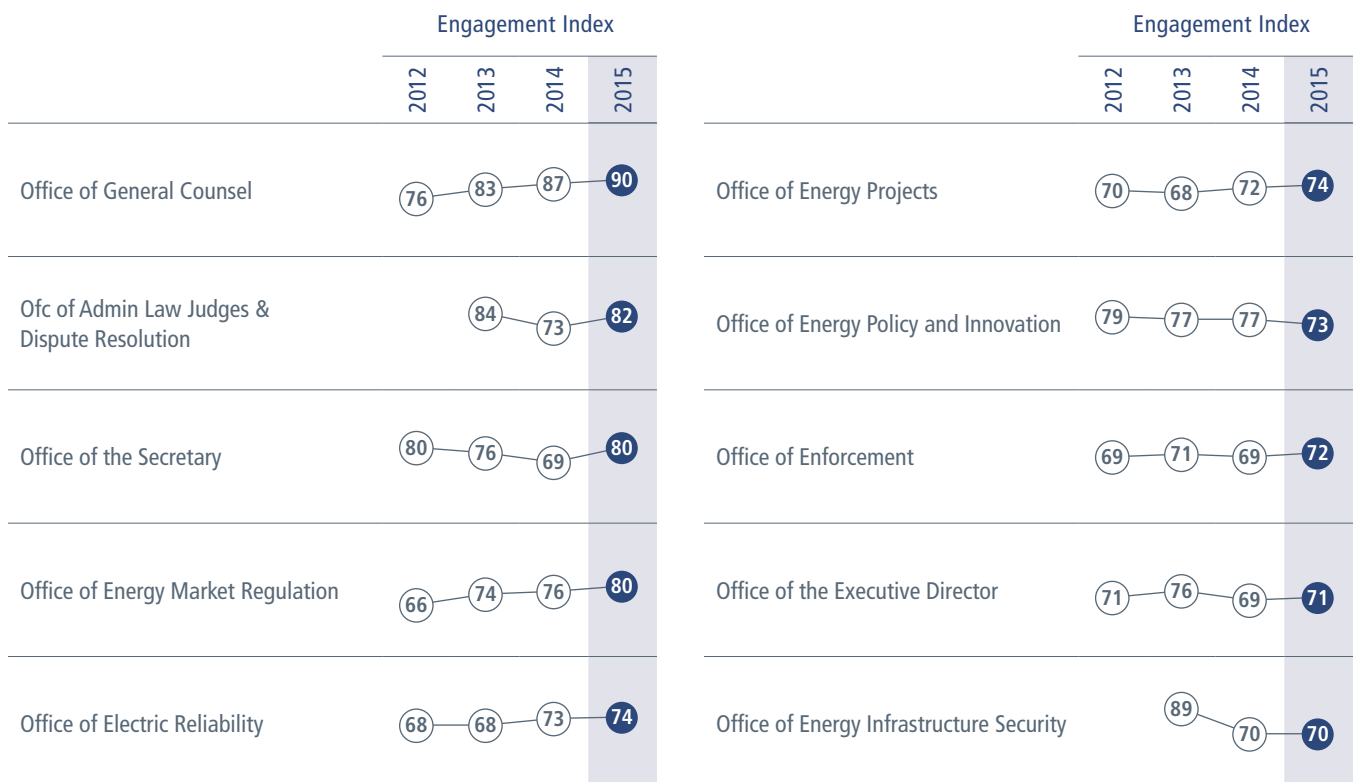 Engagement Index
2012 2013 2014 2015
Office of General Counsel 76 83 87 90
Ofc of Admin Law Judges &
Dispute Resolution 84 73 82
Office of the Secretary 80 76 69 80
Office of Energy Market Regulation 66 74 76 80
Office of Electric Reliability 68 68 73 74
Engagement Index
2012 2013 2014 2015
Office of Energy Projects 70 68 72 74
Office of Energy Policy and Innovation 79 77 77 73
Office of Enforcement 69 71 69 72
Office of the Executive Director 71 76 69 71
Office of Energy Infrastructure Security 89 70 70